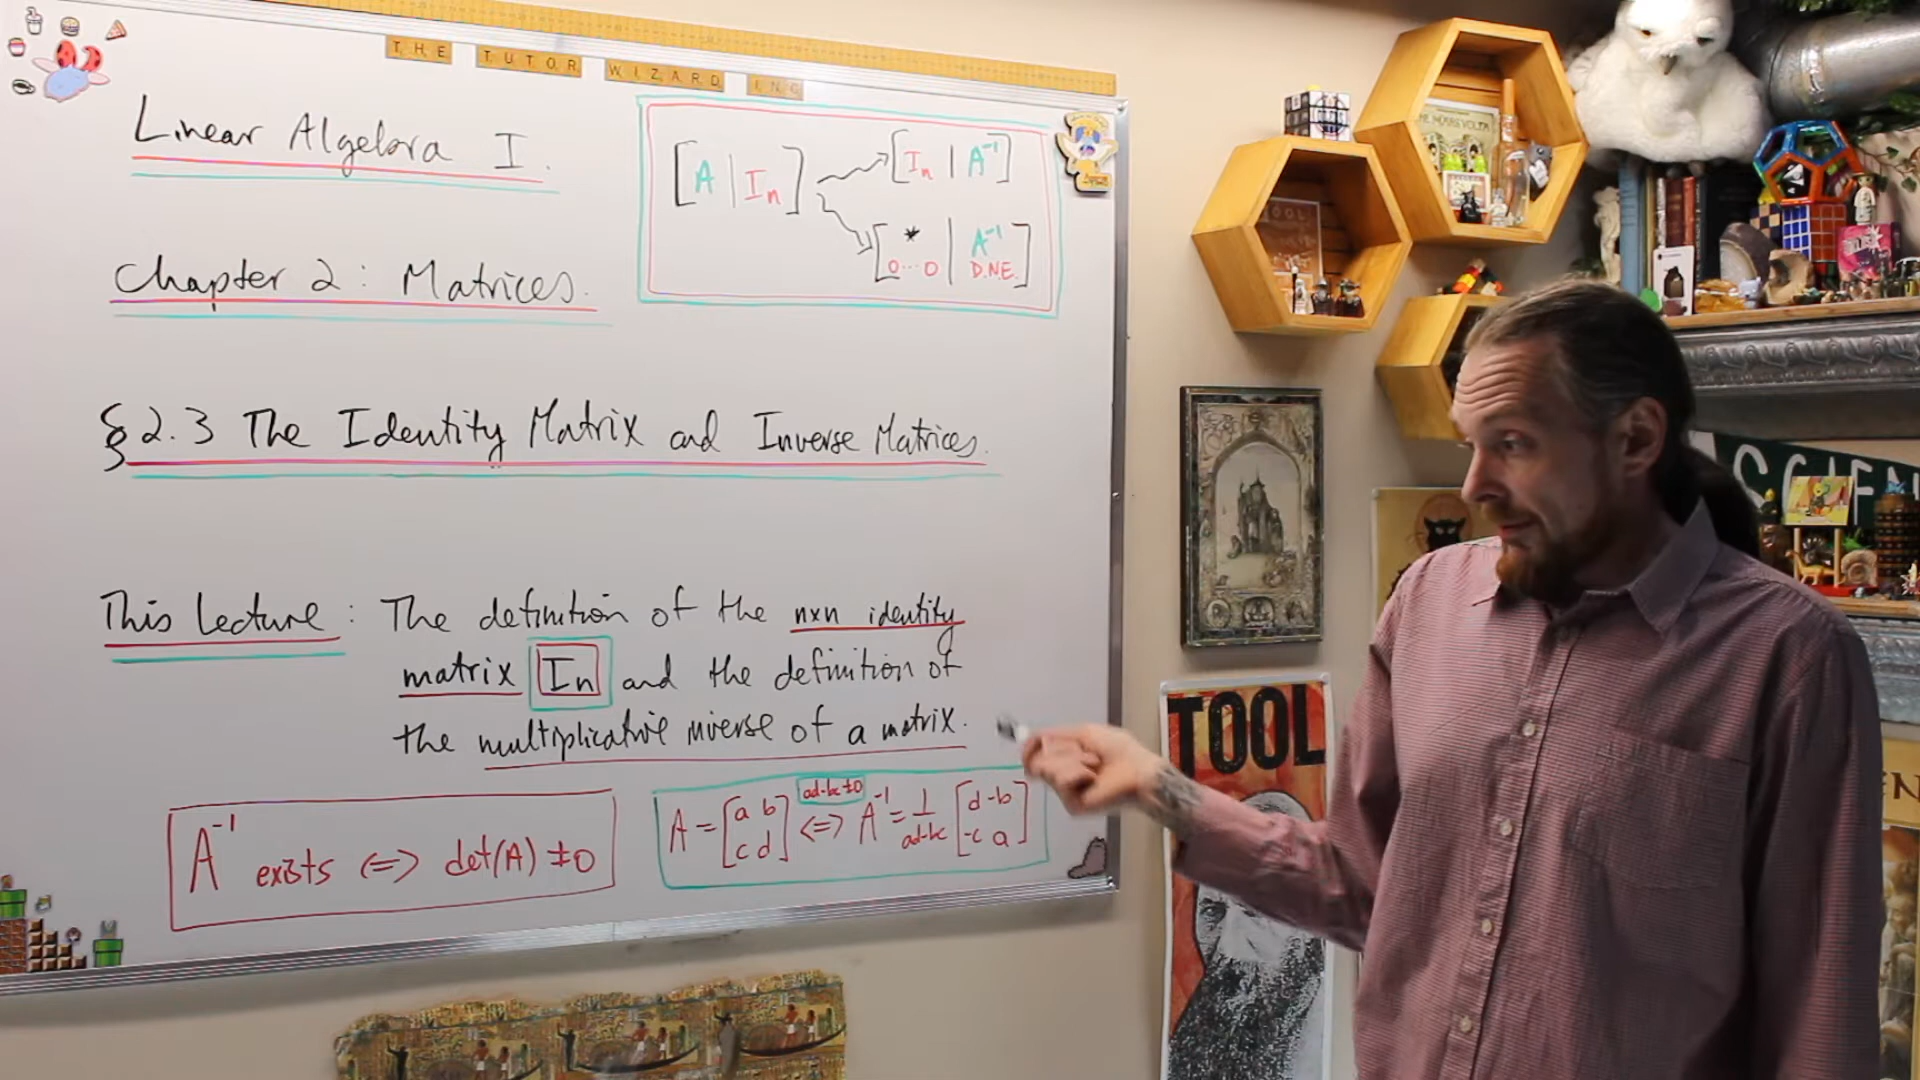 THE TUTOR WIZARD INC
Linear Algebra I.
[A | In] → [In | A⁻¹]
[* 0...0 | A⁻¹ D.N.E.]
Chapter 2: Matrices.
§2.3 The Identity Matrix and Inverse Matrices.
This Lecture: The definition of the nxn identity
matrix In and the definition of
the multiplicative inverse of a matrix.
A⁻¹ exists <=> det(A) ≠ 0
ad-bc≠0
A = [a b c d] <=> A⁻¹ = 1/ad-bc [d -b -c a]
TOOL
SCIEN